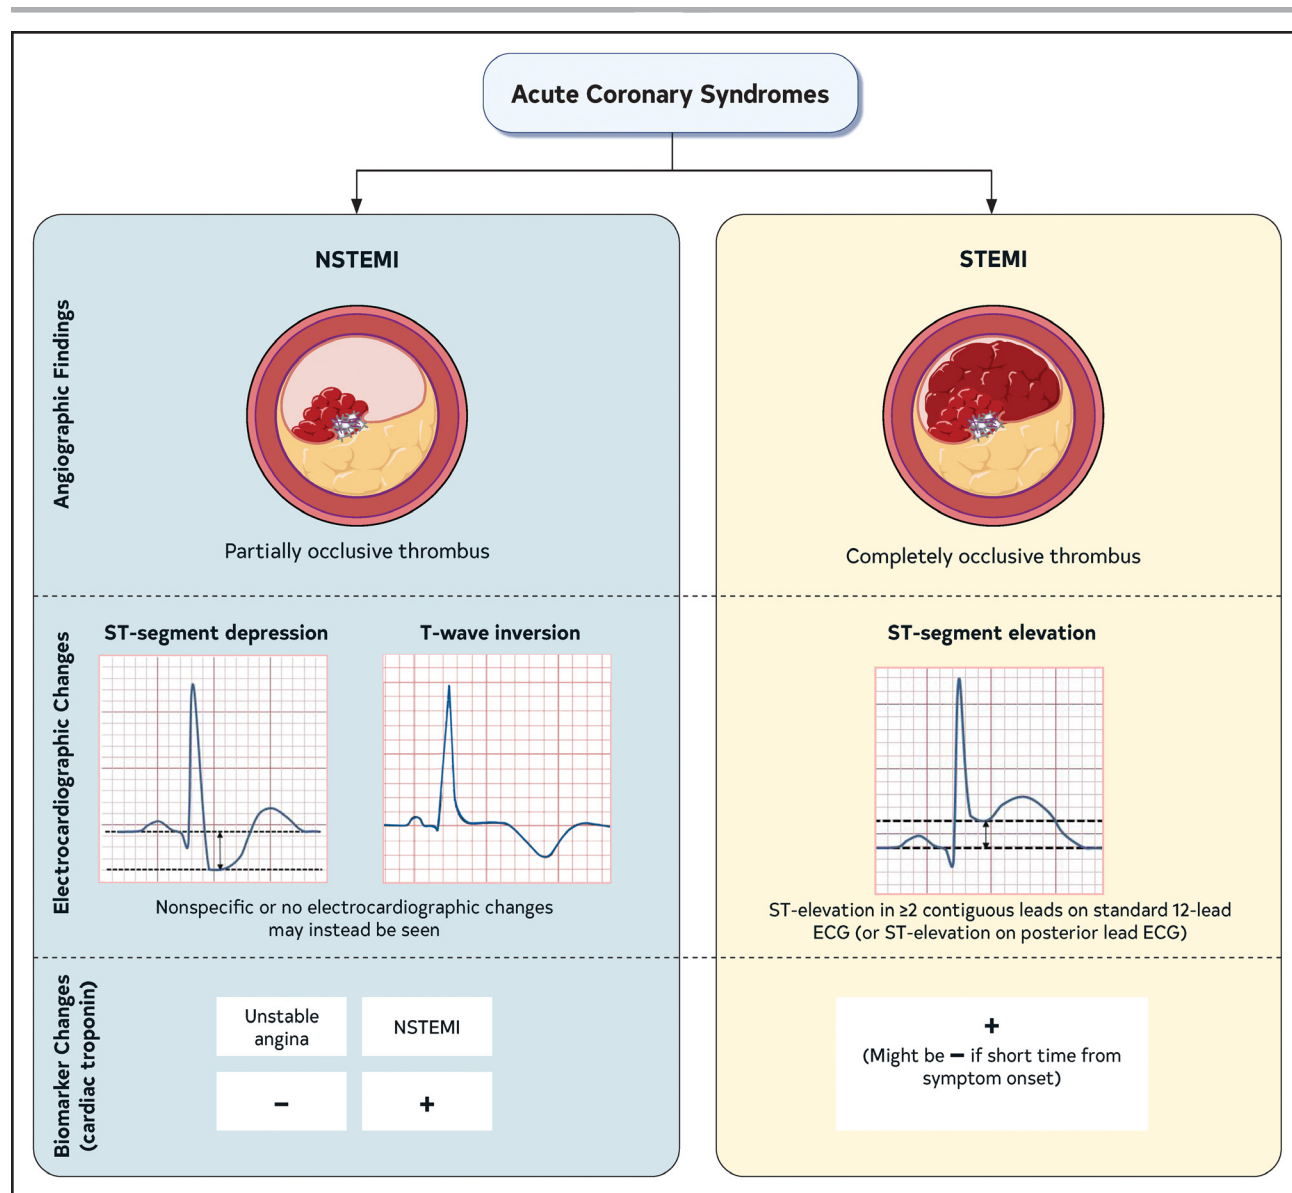 Acute Coronary Syndromes
NSTEMI
Angiographic Findings
Partially occlusive thrombus
STEMI
Completely occlusive thrombus
Electrocardiographic Changes
ST-segment depression
T-wave inversion
Nonspecific or no electrocardiographic changes
may instead be seen
ST-segment elevation
ST-elevation in ≥2 contiguous leads on standard 12-lead
ECG (or ST-elevation on posterior lead ECG)
Biomarker Changes
(cardiac troponin)
Unstable
angina
NSTEMI
–
+
+
(Might be – if short time from
symptom onset)